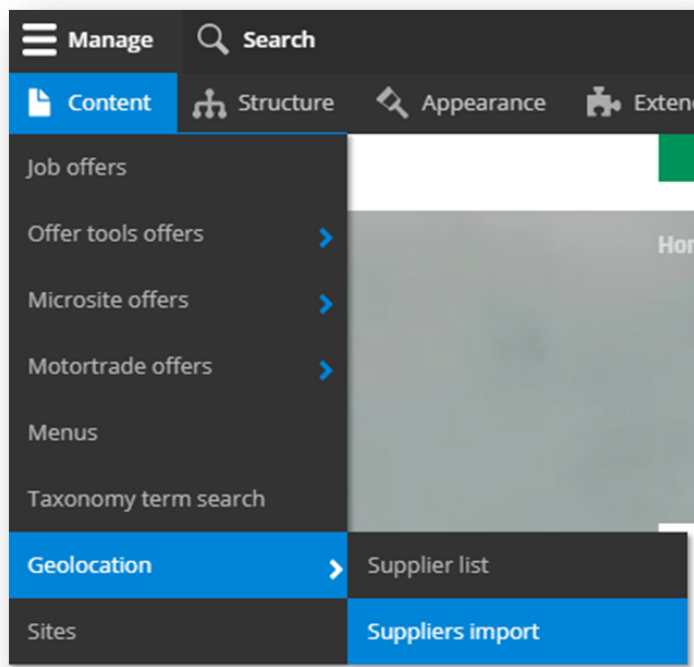 Manage Search
Content Structure Appearance
Job offers
Offer tools offers
Microsite offers
Motortrade offers
Menus
Taxonomy term search
Geolocation Supplier list
Sites Suppliers import